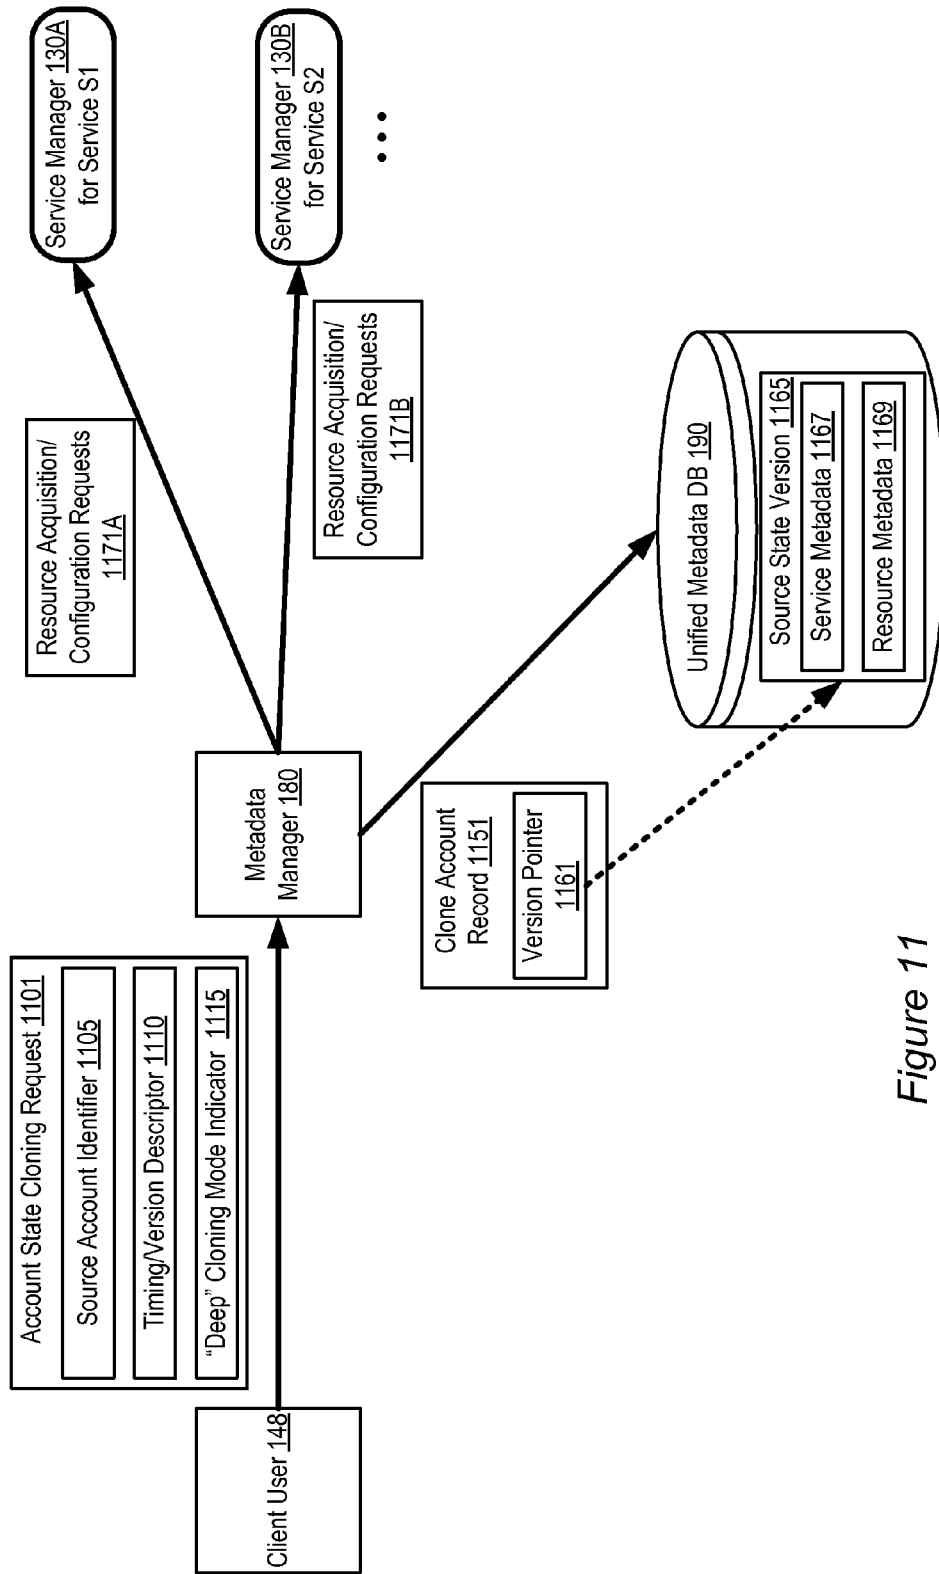 Account State Cloning Request 1101
Source Account Identifier 1105
Timing/Version Descriptor 1110
“Deep” Cloning Mode Indicator 1115
Client User 148
Metadata
Manager 180
Resource Acquisition/
Configuration Requests
1171A
Service Manager 130A
for Service S1
Resource Acquisition/
Configuration Requests
1171B
Service Manager 130B
for Service S2
Clone Account
Record 1151
Version Pointer
1161
Unified Metadata DB 190
Source State Version 1165
Service Metadata 1167
Resource Metadata 1169
Figure 11